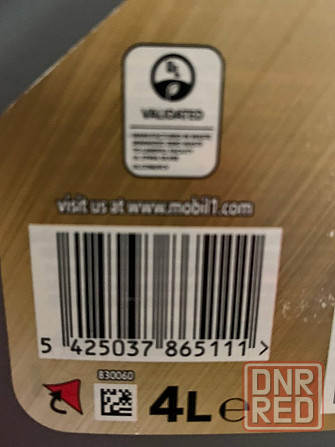 VALIDATED
visit us at www.mobil1.com
5 425037 865111 >
830060
4L e
DNR
RED